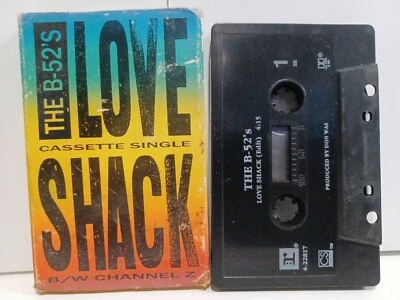 THE B-52's
LOVE
CASSETTE SINGLE
SHACK
B/W CHANNEL Z
1
THE B-52's
LOVE SHACK (Edit) 4:15
PRODUCED BY DON WAS
4-22817
CS